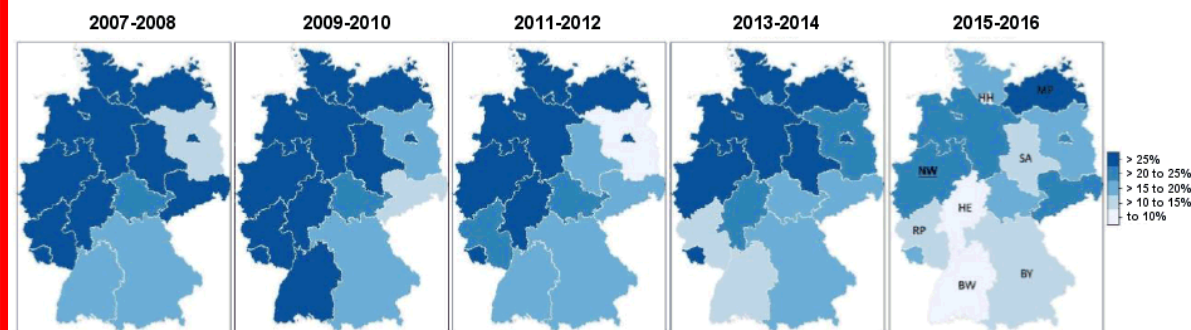 2007-2008 2009-2010 2011-2012 2013-2014 2015-2016
HH
MP
SA
NW
HE
RP
BY
BW
> 25%
> 20 to 25%
> 15 to 20%
> 10 to 15%
to 10%